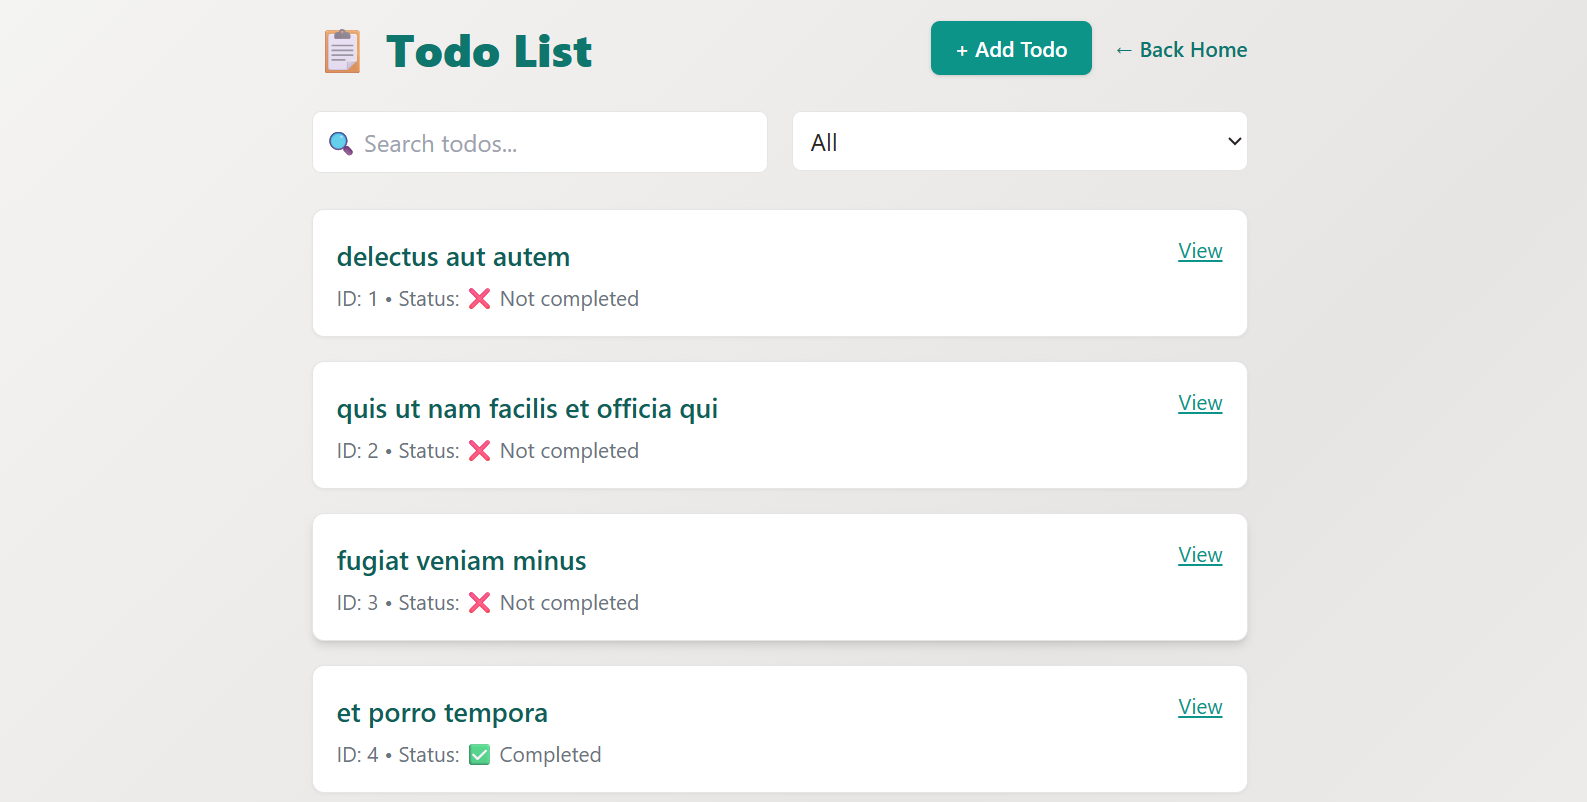 Todo List
+ Add Todo
← Back Home
Search todos...
All
delectus aut autem
View
ID: 1 • Status: ❌ Not completed
quis ut nam facilis et officia qui
View
ID: 2 • Status: ❌ Not completed
fugiat veniam minus
View
ID: 3 • Status: ❌ Not completed
et porro tempora
View
ID: 4 • Status: ✅ Completed